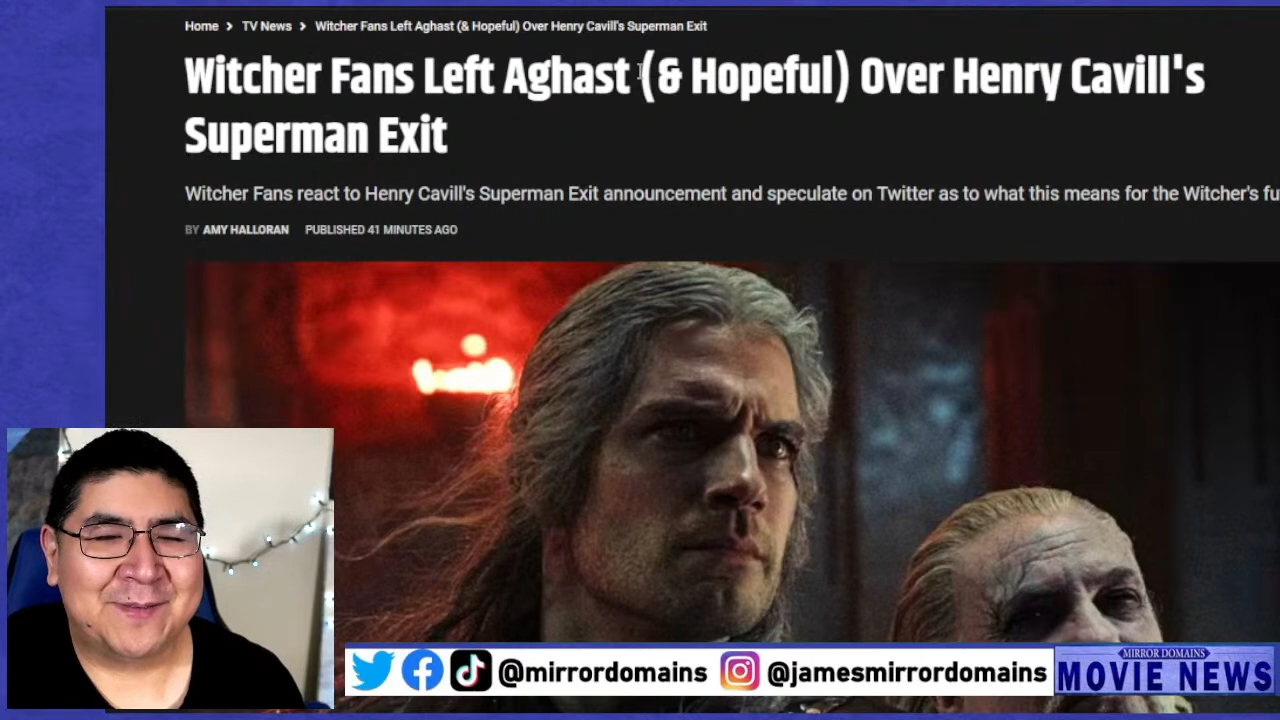 Home > TV News > Witcher Fans Left Aghast (& Hopeful) Over Henry Cavill's Superman Exit
Witcher Fans Left Aghast (& Hopeful) Over Henry Cavill's
Superman Exit
Witcher Fans react to Henry Cavill's Superman Exit announcement and speculate on Twitter as to what this means for the Witcher's fu
BY AMY HALLORAN PUBLISHED 41 MINUTES AGO
@mirrordomains @jamesmirrordomains
MIRROR DOMAINS
MOVIE NEWS